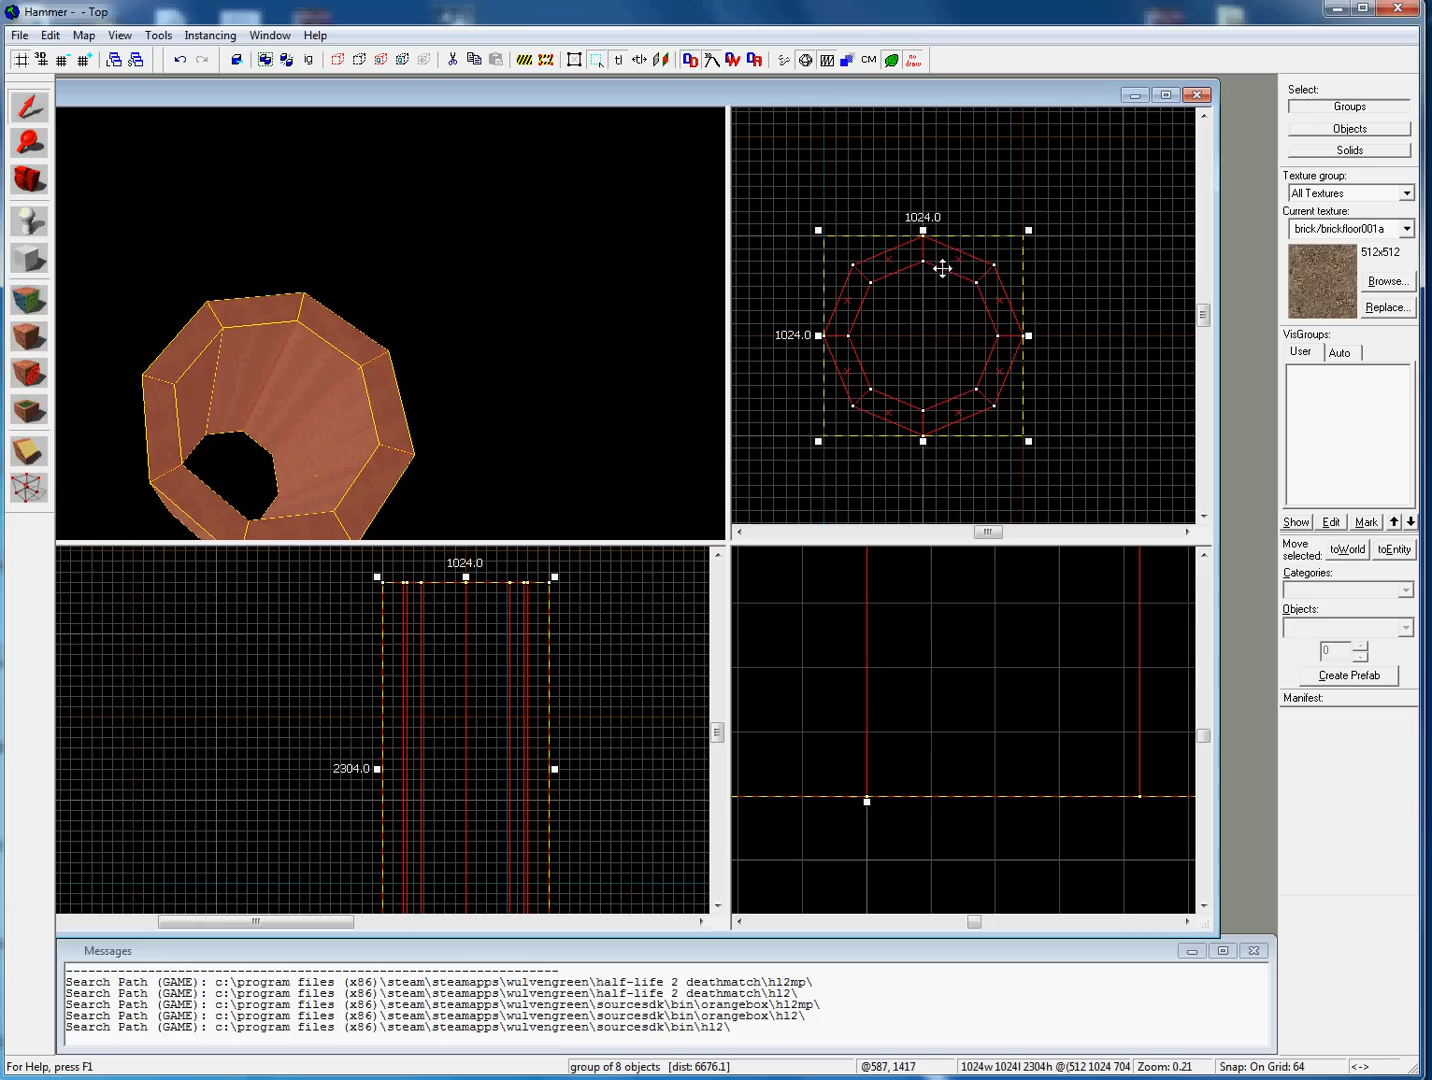 Hammer - - Top
File Edit Map View Tools Instancing Window Help
3D ig tl CM no draw
Select:
Groups
Objects
Solids
Texture group:
All Textures
Current texture:
brick/brickfloor001a
512x512
Browse...
Replace...
VisGroups:
User Auto
Show Edit Mark
Move selected: toWorld toEntity
Categories:
Objects:
0
Create Prefab
Manifest:
1024.0
1024.0
1024.0
2304.0
Messages
Search Path (GAME): c:\program files (x86)\steam\steamapps\wulvengreen\half-life 2 deathmatch\hl2mp\
Search Path (GAME): c:\program files (x86)\steam\steamapps\wulvengreen\half-life 2 deathmatch\hl2\
Search Path (GAME): c:\program files (x86)\steam\steamapps\wulvengreen\sourcesdk\bin\orangebox\hl2mp\
Search Path (GAME): c:\program files (x86)\steam\steamapps\wulvengreen\sourcesdk\bin\orangebox\hl2\
Search Path (GAME): c:\program files (x86)\steam\steamapps\wulvengreen\sourcesdk\bin\hl2\
For Help, press F1 group of 8 objects [dist: 6676.1] @587, 1417 1024w 1024l 2304h @(512 1024 704 Zoom: 0.21 Snap: On Grid: 64 <->